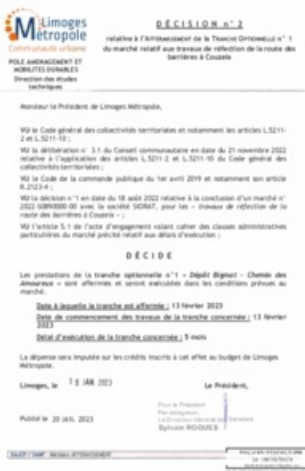 Limoges
Métropole
Communauté urbaine
PÔLE AMENAGEMENT ET
MOBILITES DURABLES
Direction des études
techniques
DÉCISION n° 2
relative à l'AFFERMISSEMENT de la TRANCHE OPTIONNELLE n° 1
du marché relatif aux travaux de réfection de la route des
barrières à Couzeix
Monsieur le Président de Limoges Métropole,
VU le Code général des collectivités territoriales et notamment les articles L.5211-
2 et L.5211-10 ;
VU la délibération n° 3.1 du Conseil communautaire en date du 21 novembre 2022
relative à l'application des articles L.5211-2 et L.5211-10 du Code général des
collectivités territoriales ;
VU le Code de la commande publique du 1er avril 2019 et notamment son article
R.2123-4 ;
VU la décision n°1 en date du 18 août 2022 relative à la conclusion d'un marché n°
2022-50890000-00 avec la société SIORAT, pour les « travaux de réfection de la
route des barrières à Couzeix » ;
VU l'article 5.1 de l'acte d'engagement valant cahier des clauses administratives
particulières du marché précité relatif aux délais d'exécution ;
DÉCIDE
Les prestations de la tranche optionnelle n°1 « Dépôt Bigmat - Chemin des
Amoureux » sont affermies et seront exécutées dans les conditions prévues au
marché.
Date à laquelle la tranche est affermie : 13 février 2023
Date de commencement des travaux de la tranche concernée : 13 février
2023
Délai d'exécution de la tranche concernée : 5 mois
La dépense sera imputée sur les crédits inscrits à cet effet au budget de Limoges
Métropole.
Limoges, le 18 JAN. 2023
Le Président,
Pour le Président
Par délégation,
Le Directeur Général des Services
Sylvain ROQUES
Publié le 20 JAN. 2023